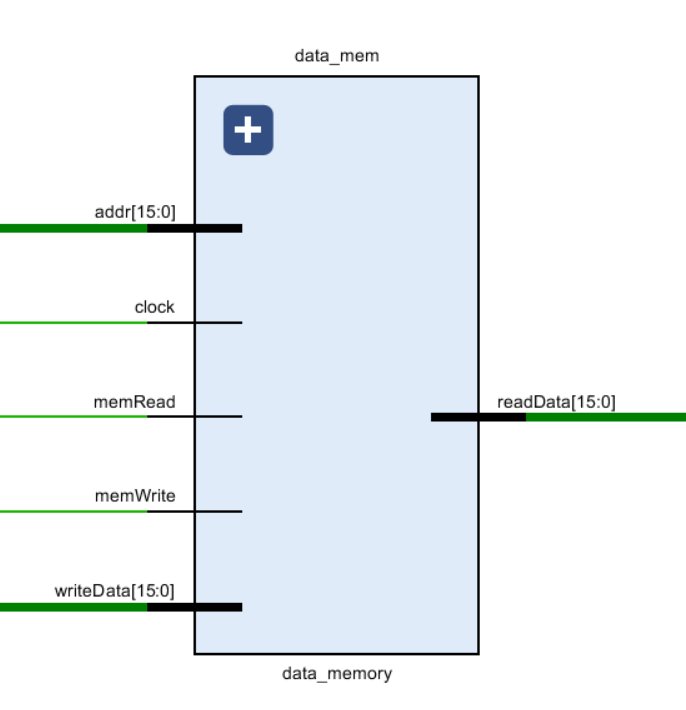 data_mem
addr[15:0]
clock
memRead
readData[15:0]
memWrite
writeData[15:0]
data_memory